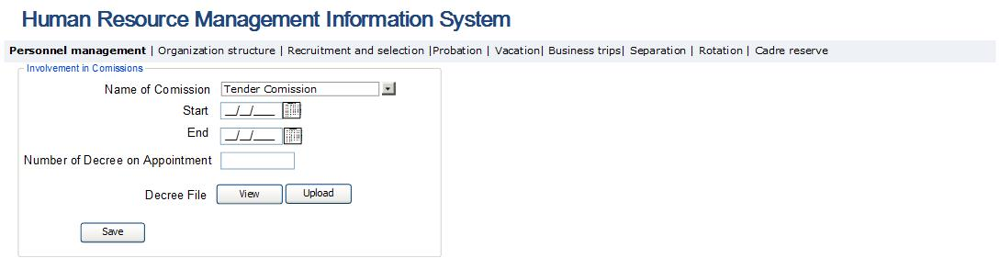 Human Resource Management Information System
Personnel management | Organization structure | Recruitment and selection |Probation | Vacation| Business trips| Separation | Rotation | Cadre reserve
Involvement in Comissions
Name of Comission Tender Comission
Start __/__/___
End __/__/___
Number of Decree on Appointment
Decree File View Upload
Save